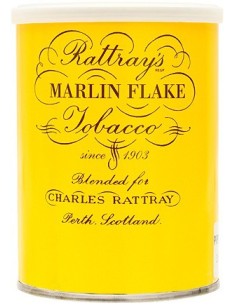 Rattray's
MARLIN FLAKE
Tobacco
since 1903
Blended for
CHARLES RATTRAY
Perth, Scotland.